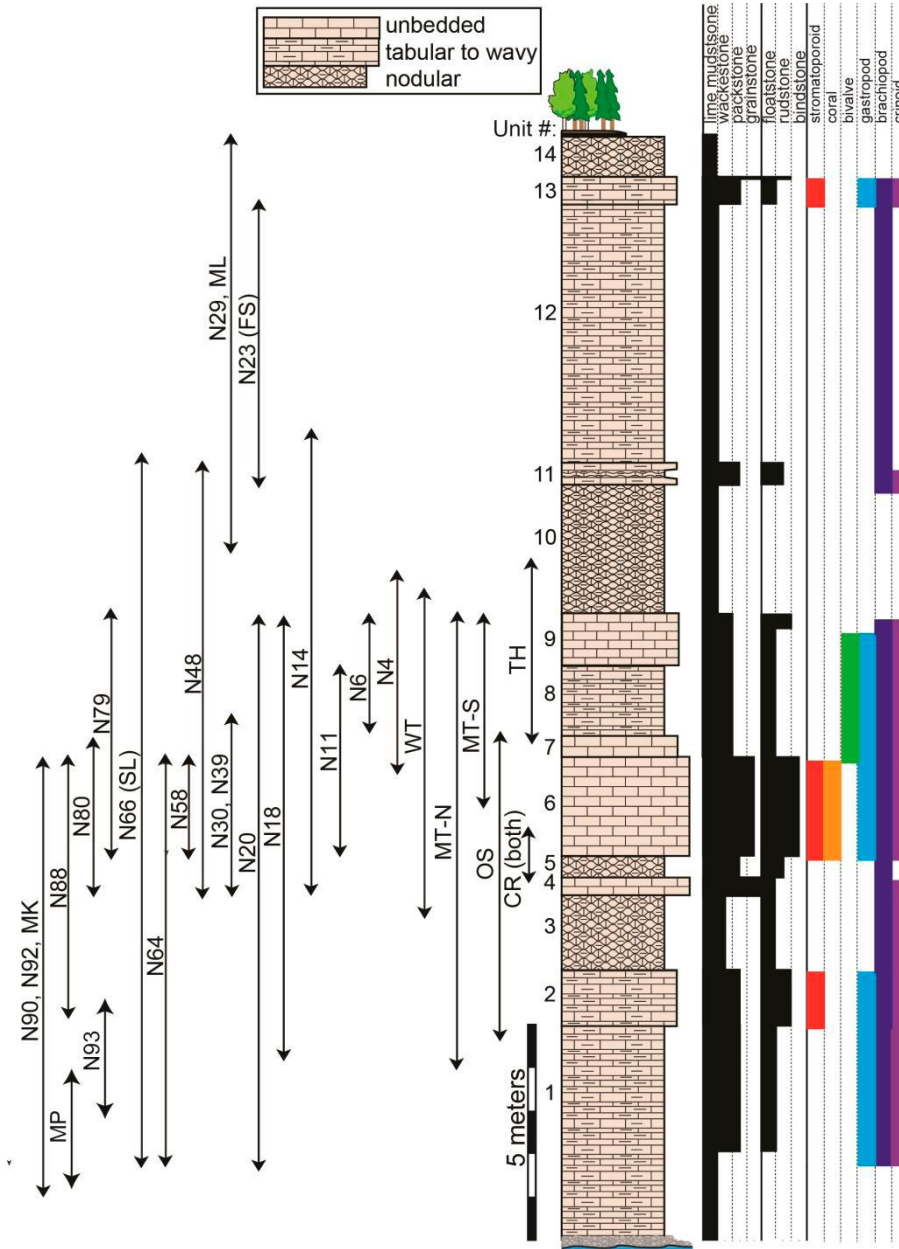 unbedded
tabular to wavy
nodular
Unit #:
lime mudstsone
wackestone
packstone
grainstone
floatstone
rudstone
bindstone
stromatoporoid
coral
bivalve
gastropod
brachiopod
crinoid
14
13
12
11
10
9
8
7
6
5
4
3
2
1
N29, ML
N23 (FS)
N79
N66 (SL)
N48
N14
N6
N4
TH
N80
N58
N30, N39
N20
N18
N11
WT
MT-S
MT-N
OS
CR (both)
N90, N92, MK
N88
N64
N93
MP
5 meters